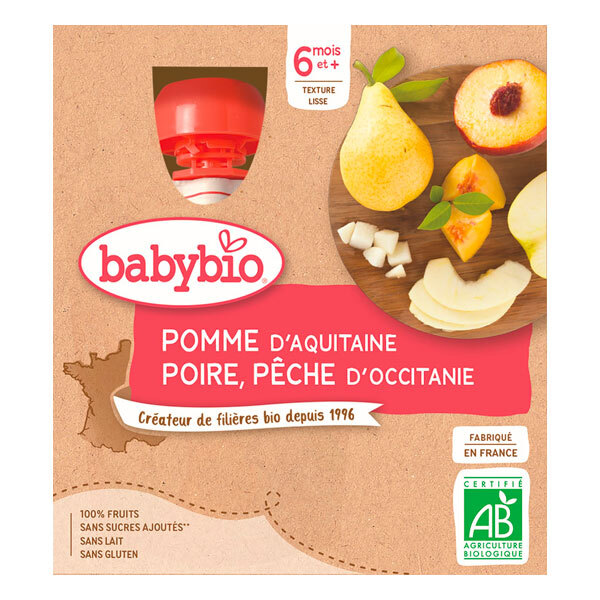 6 mois et +
TEXTURE
LISSE
babybio
POMME D'AQUITAINE
POIRE, PÊCHE D'OCCITANIE
Créateur de filières bio depuis 1996
FABRIQUÉ
EN FRANCE
100% FRUITS
SANS SUCRES AJOUTÉS**
SANS LAIT
SANS GLUTEN
CERTIFIÉ
AB
AGRICULTURE
BIOLOGIQUE